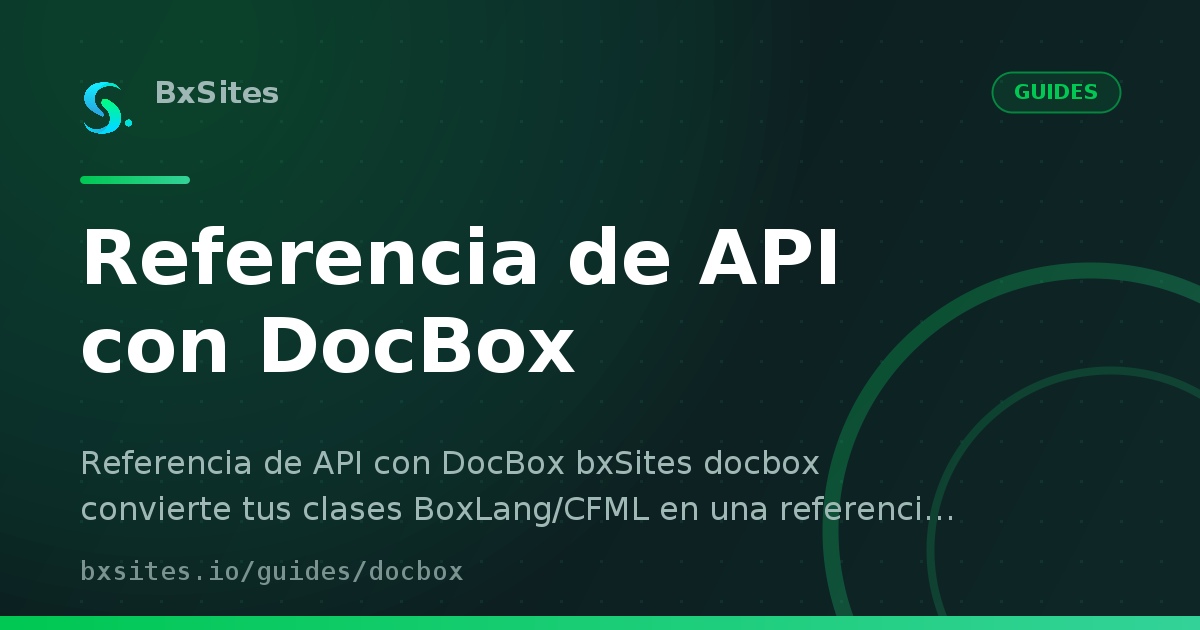 BxSites
GUIDES
Referencia de API
con DocBox
Referencia de API con DocBox bxSites docbox
convierte tus clases BoxLang/CFML en una referenci…
bxsites.io/guides/docbox